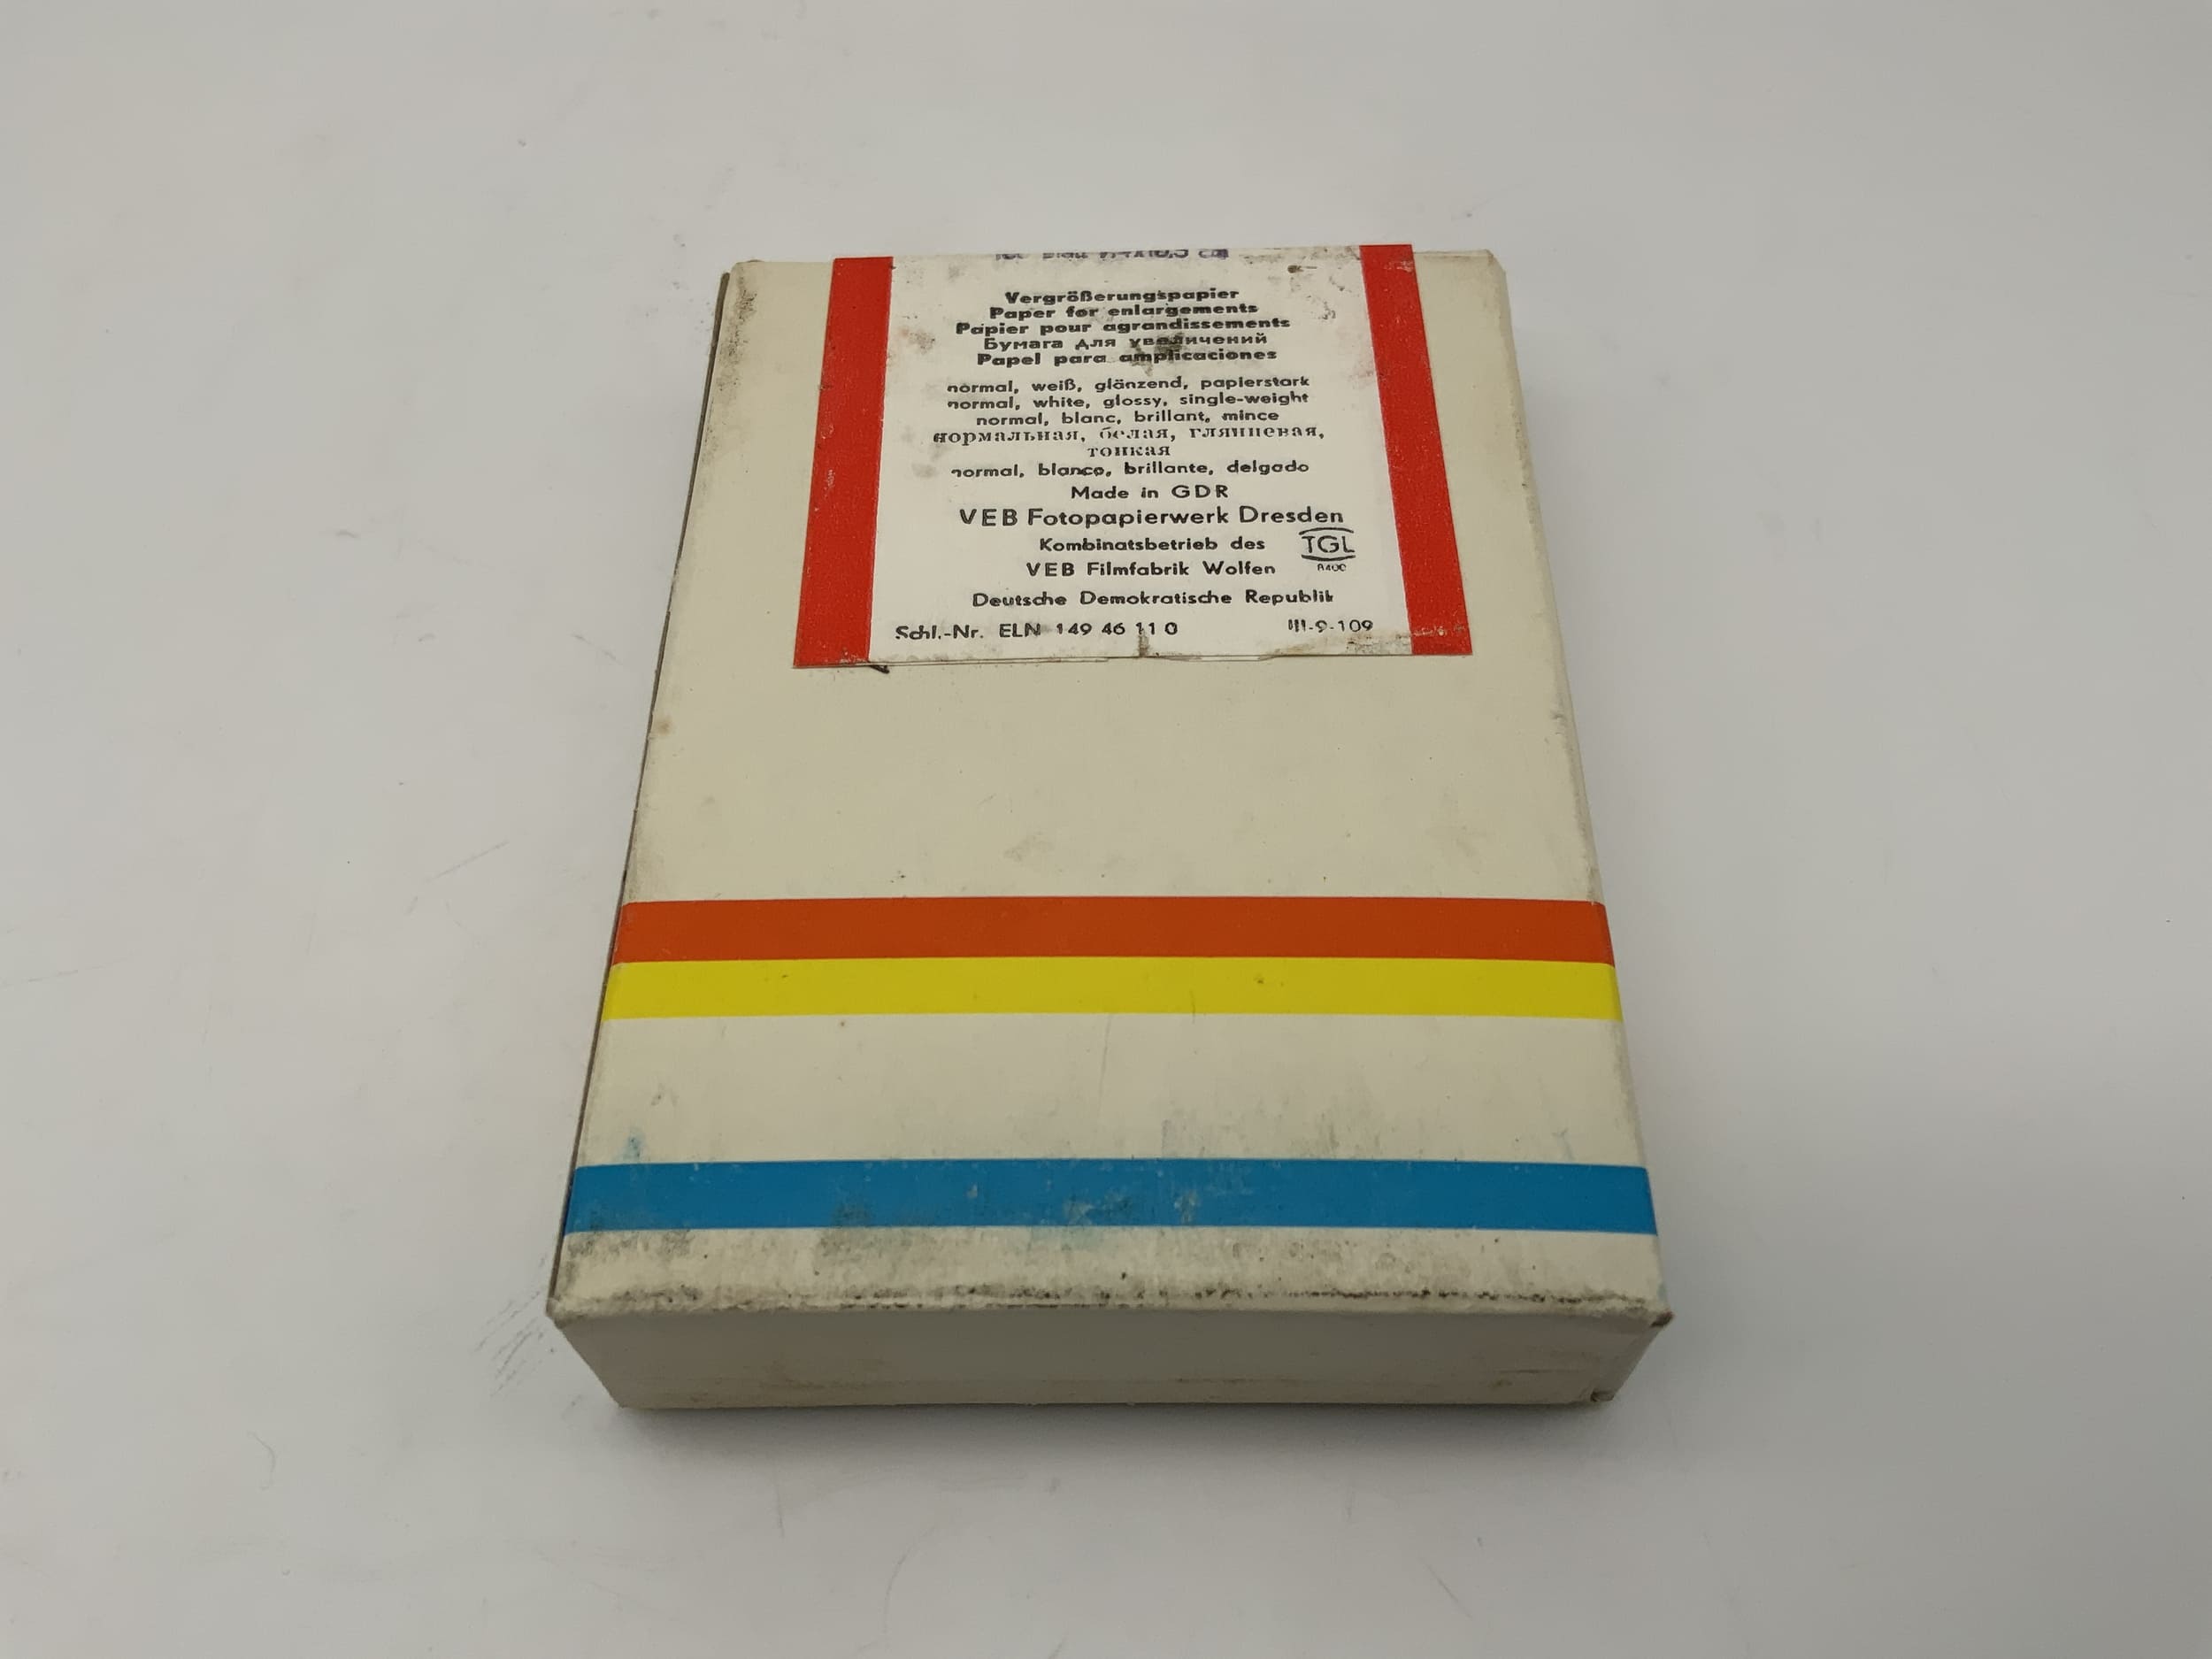 Vergrößerungspapier
Paper for enlargements
Papier pour agrandissements
Бумага для увеличений
Papel para amplicaciones
normal, weiß, glänzend, papierstark
normal, white, glossy, single-weight
normal, blanc, brillant, mince
нормальная, белая, глянцевая,
тонкая
normal, blanco, brillante, delgado
Made in GDR
VEB Fotopapierwerk Dresden
Kombinatsbetrieb des TGL
VEB Filmfabrik Wolfen
Deutsche Demokratische Republik
Schl.-Nr. ELN 149 46 11 0 III-9-109